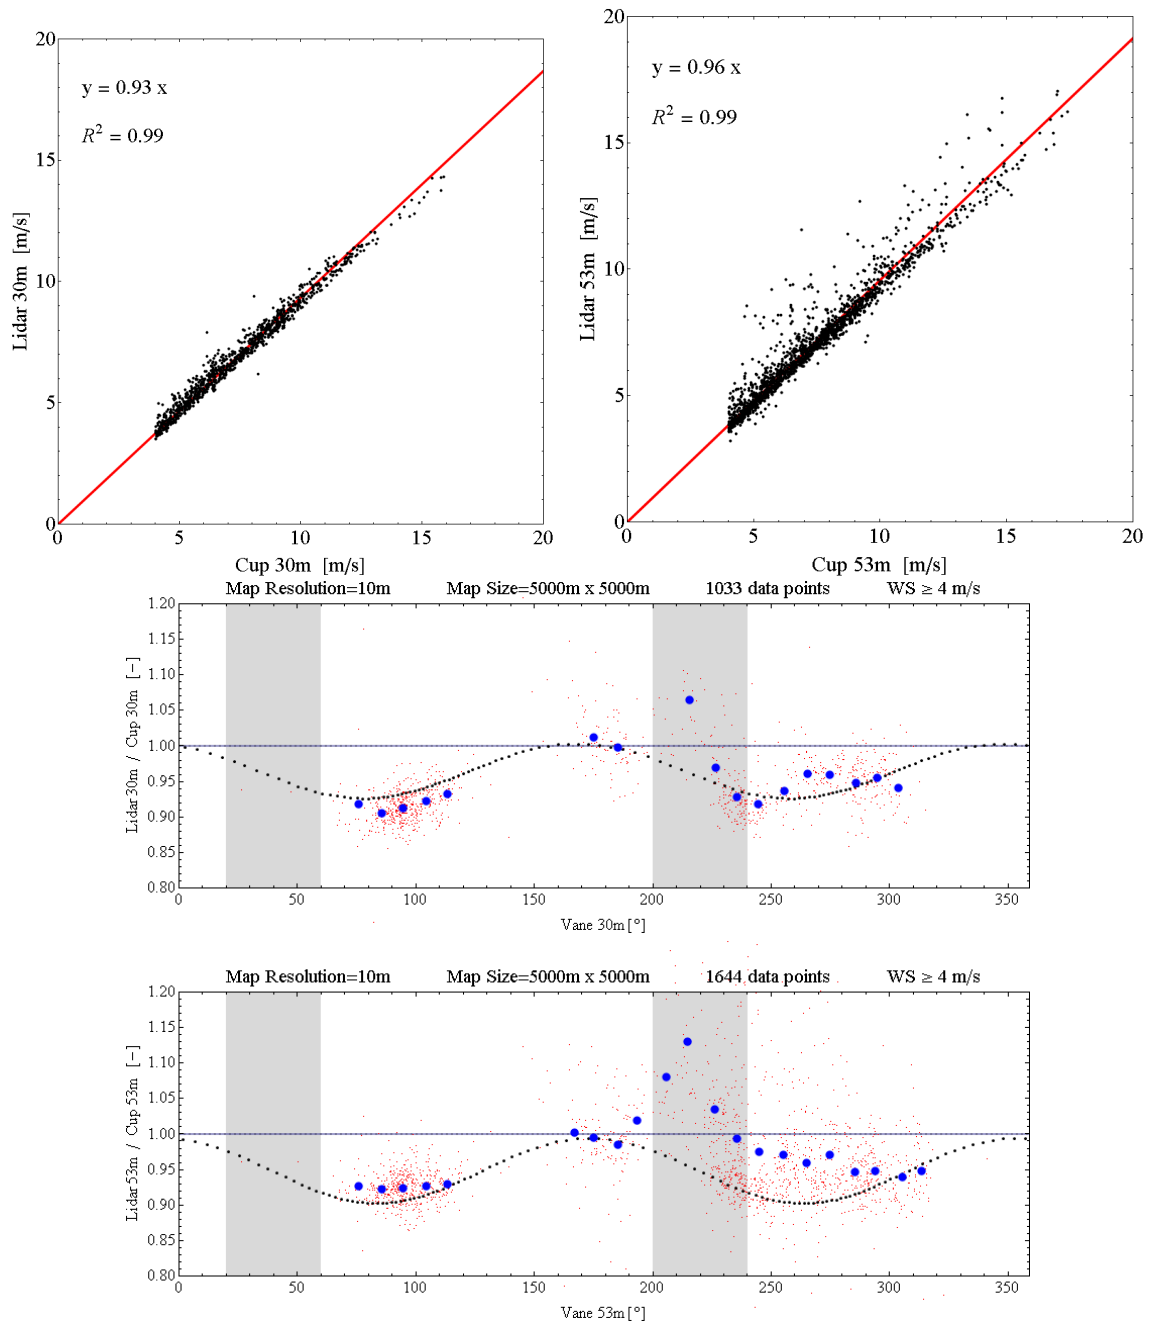 y = 0.93 x
R² = 0.99
20
15
10
5
0
Lidar 30m [m/s]
0 5 10 15 20
Cup 30m [m/s]
y = 0.96 x
R² = 0.99
20
15
10
5
0
Lidar 53m [m/s]
0 5 10 15 20
Cup 53m [m/s]
Map Resolution=10m Map Size=5000m x 5000m 1033 data points WS ≥ 4 m/s
1.20
1.15
1.10
1.05
1.00
0.95
0.90
0.85
0.80
Lidar 30m / Cup 30m [−]
0 50 100 150 200 250 300 350
Vane 30m [°]
Map Resolution=10m Map Size=5000m x 5000m 1644 data points WS ≥ 4 m/s
1.20
1.15
1.10
1.05
1.00
0.95
0.90
0.85
0.80
Lidar 53m / Cup 53m [−]
0 50 100 150 200 250 300 350
Vane 53m [°]